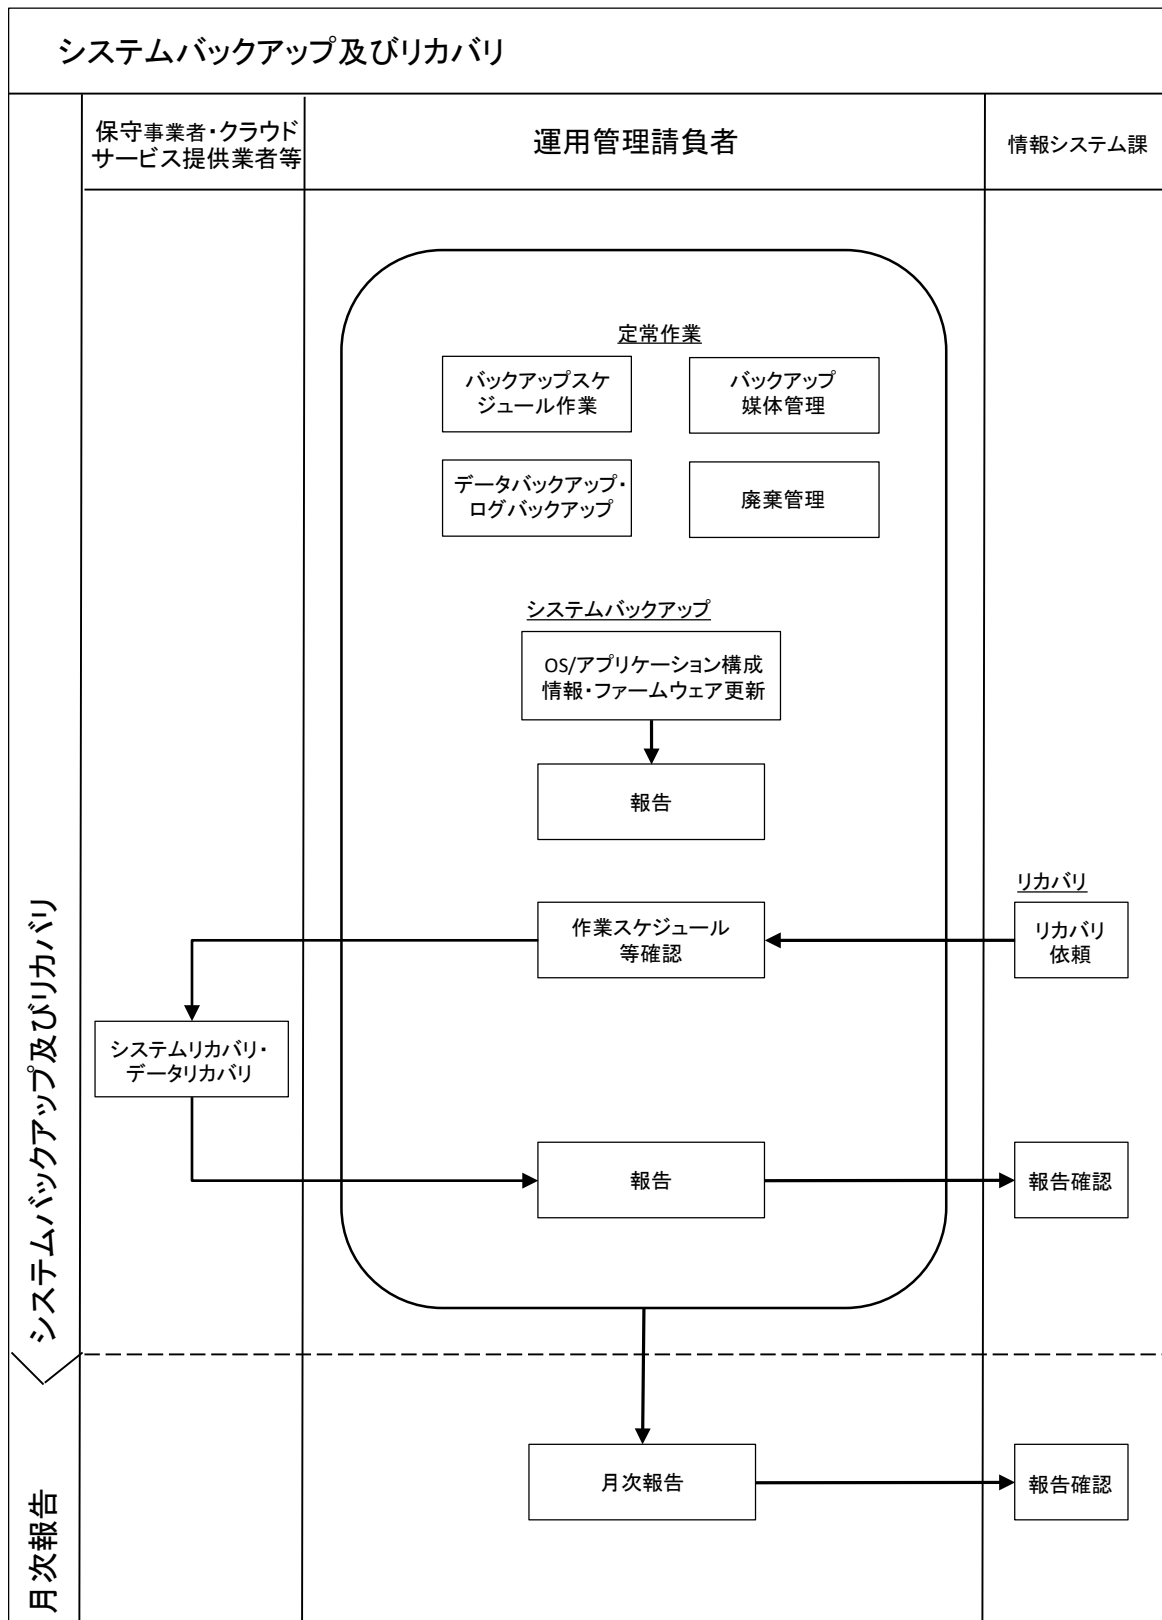 システムバックアップ及びリカバリ
保守事業者・クラウド
サービス提供業者等
運用管理請負者
情報システム課
定常作業
バックアップスケ
ジュール作業
バックアップ
媒体管理
データバックアップ・
ログバックアップ
廃棄管理
システムバックアップ
OS/アプリケーション構成
情報・ファームウェア更新
報告
リカバリ
作業スケジュール
等確認
リカバリ
依頼
システムリカバリ・
データリカバリ
報告
報告確認
システムバックアップ及びリカバリ
月次報告
報告確認
月次報告